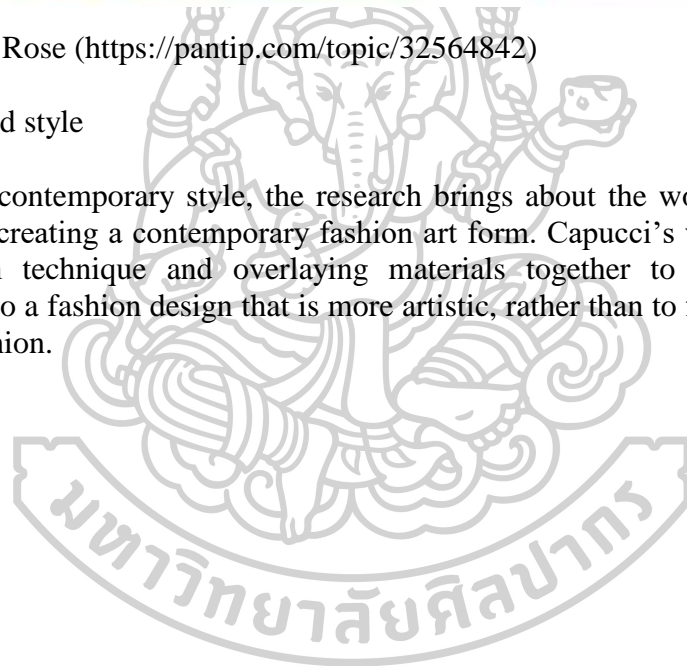 Rose (https://pantip.com/topic/32564842)
d style
contemporary style, the research brings about the wo
creating a contemporary fashion art form. Capucci's
technique and overlaying materials together to
o a fashion design that is more artistic, rather than to
ion.
มหาวิทยาลัยศิลปากร